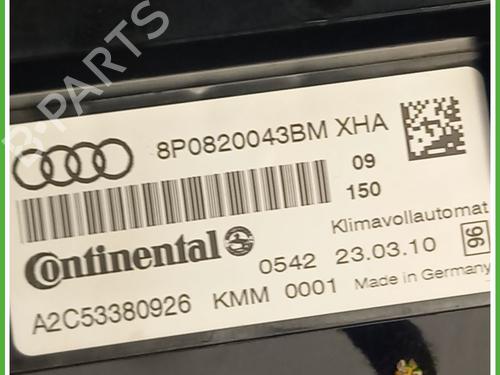 B-PARTS
8P0820043BM XHA
09
150
Klimavollautomat
Continental
0542 23.03.10 96
A2C53380926 KMM 0001 Made in Germany